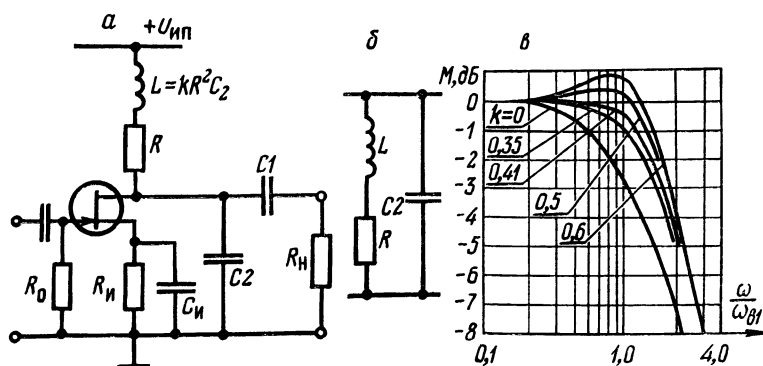 а
+Uип
L=kR²C2
R
C1
Rо
Rи
Cи
C2
Rн
б
L
R
C2
в
M, дБ
0
-1
-2
-3
-4
-5
-6
-7
-8
k=0
0,35
0,41
0,5
0,6
ω
ωв1
0,1
1,0
4,0